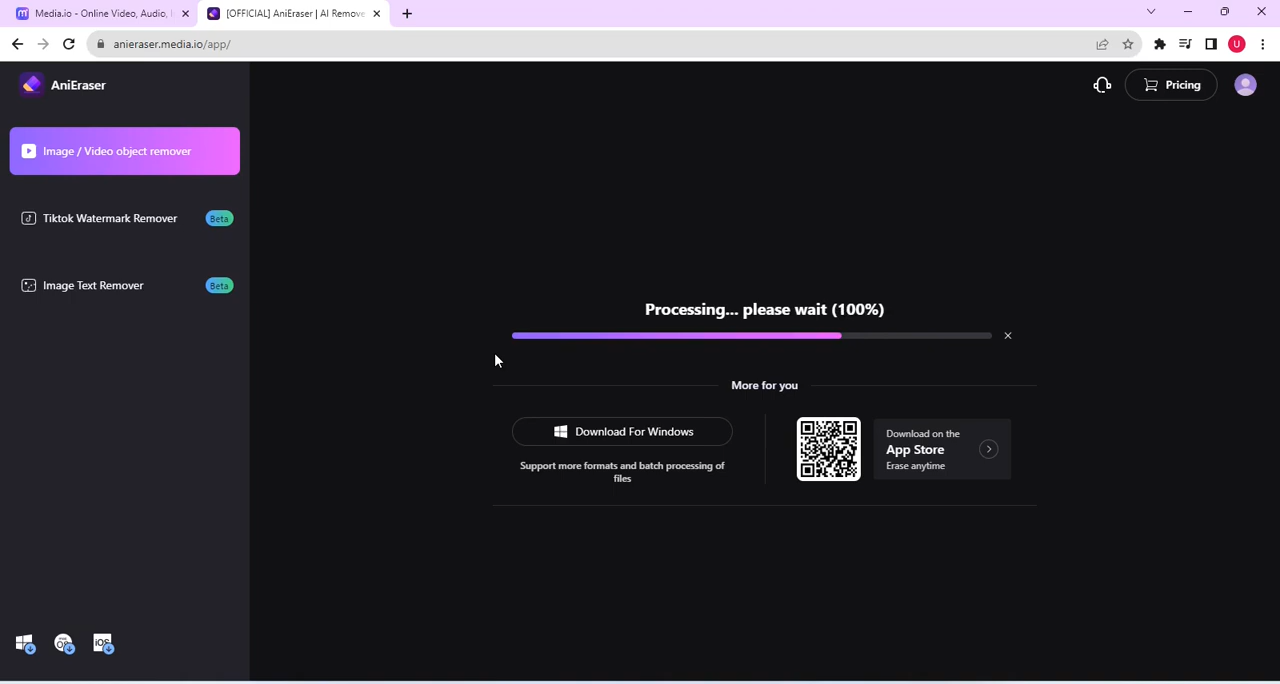 Media.io - Online Video, Audio,
[OFFICIAL] AniEraser | AI Remove
anieraser.media.io/app/
U
AniEraser
Pricing
Image / Video object remover
Tiktok Watermark Remover
Beta
Image Text Remover
Beta
Processing... please wait (100%)
More for you
Download For Windows
Support more formats and batch processing of
files
Download on the
App Store
Erase anytime
iOS